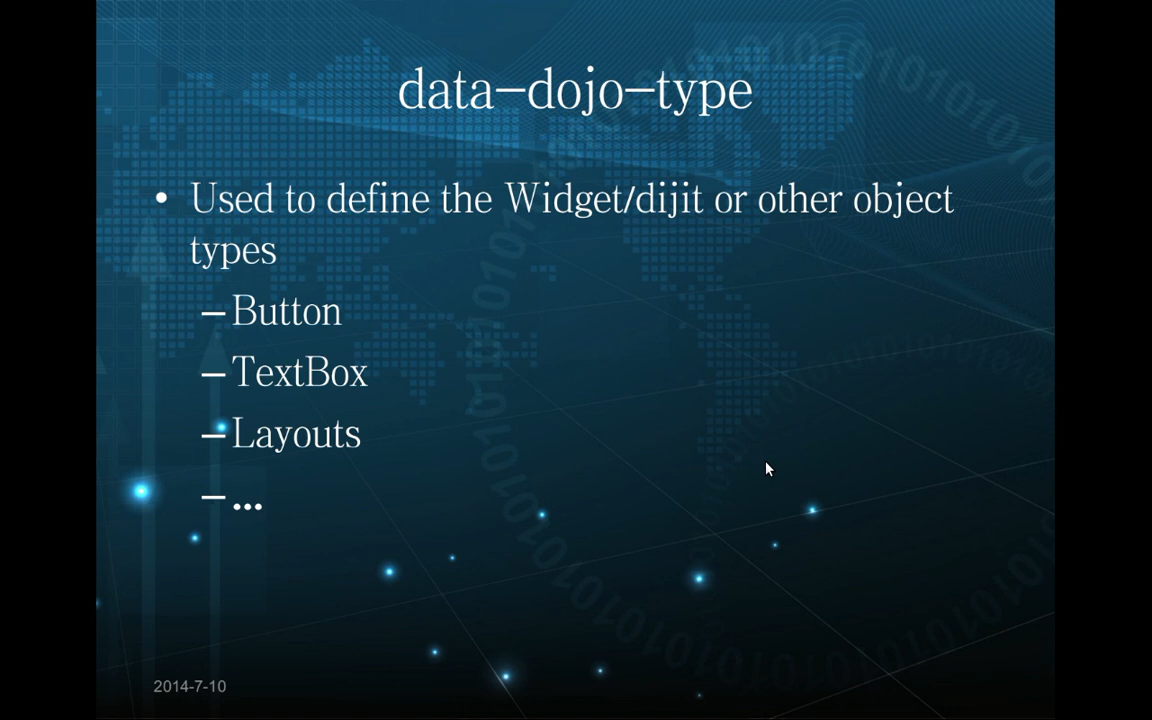 data-dojo-type
• Used to define the Widget/dijit or other object
types
–Button
–TextBox
–Layouts
–...
2014-7-10